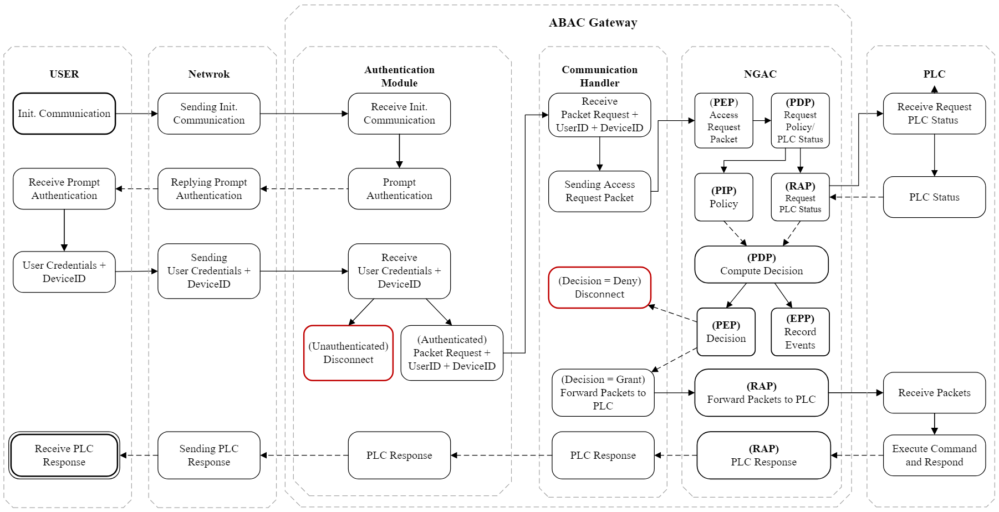 ABAC Gateway
USER
Netwrok
Authentication
Module
Communication
Handler
NGAC
PLC
Init. Communication
Sending Init.
Communication
Receive Init.
Communication
Receive
Packet Request +
UserID + DeviceID
(PEP)
Access
Request
Packet
(PDP)
Request
Policy/
PLC Status
Receive Request
PLC Status
Receive Prompt
Authentication
Replying Prompt
Authentication
Prompt
Authentication
Sending Access
Request Packet
(PIP)
Policy
(RAP)
Request
PLC Status
PLC Status
User Credentials +
DeviceID
Sending
User Credentials +
DeviceID
Receive
User Credentials +
DeviceID
(PDP)
Compute Decision
(Decision = Deny)
Disconnect
(Unauthenticated)
Disconnect
(Authenticated)
Packet Request +
UserID + DeviceID
(PEP)
Decision
(EPP)
Record
Events
(Decision = Grant)
Forward Packets to
PLC
(RAP)
Forward Packets to PLC
Receive Packets
Receive PLC
Response
Sending PLC
Response
PLC Response
PLC Response
(RAP)
PLC Response
Execute Command
and Respond